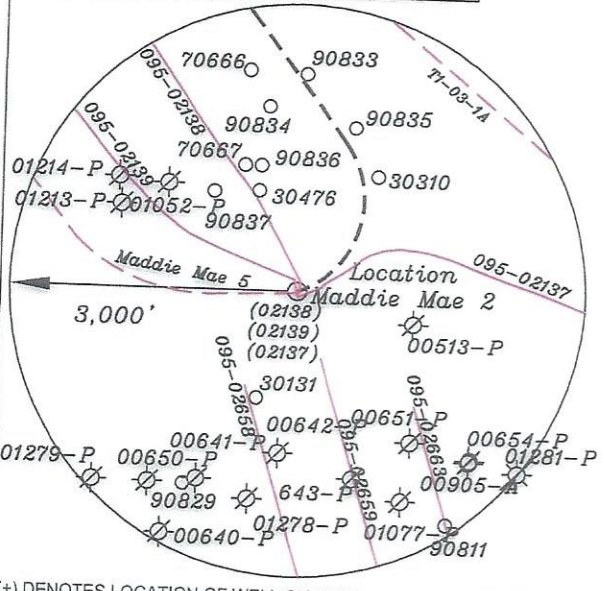 70666
90833
095-02138
T1-03-1A
90834
90835
095-02139
70667
90836
01214-P
30476
30310
01213-P
01052-P
90837
Maddie Mae 5
Location
095-02137
Maddie Mae 2
3,000'
(02138)
(02139)
(02137)
00513-P
095-02658
30131
00642-P
00651-P
095-02663
00641-P
095-02659
00654-P
01279-P
00650-P
01281-P
00905-A
90829
643-P
01278-P
01077-P
00640-P
90811
(+) DENOTES LOCATION OF WELL